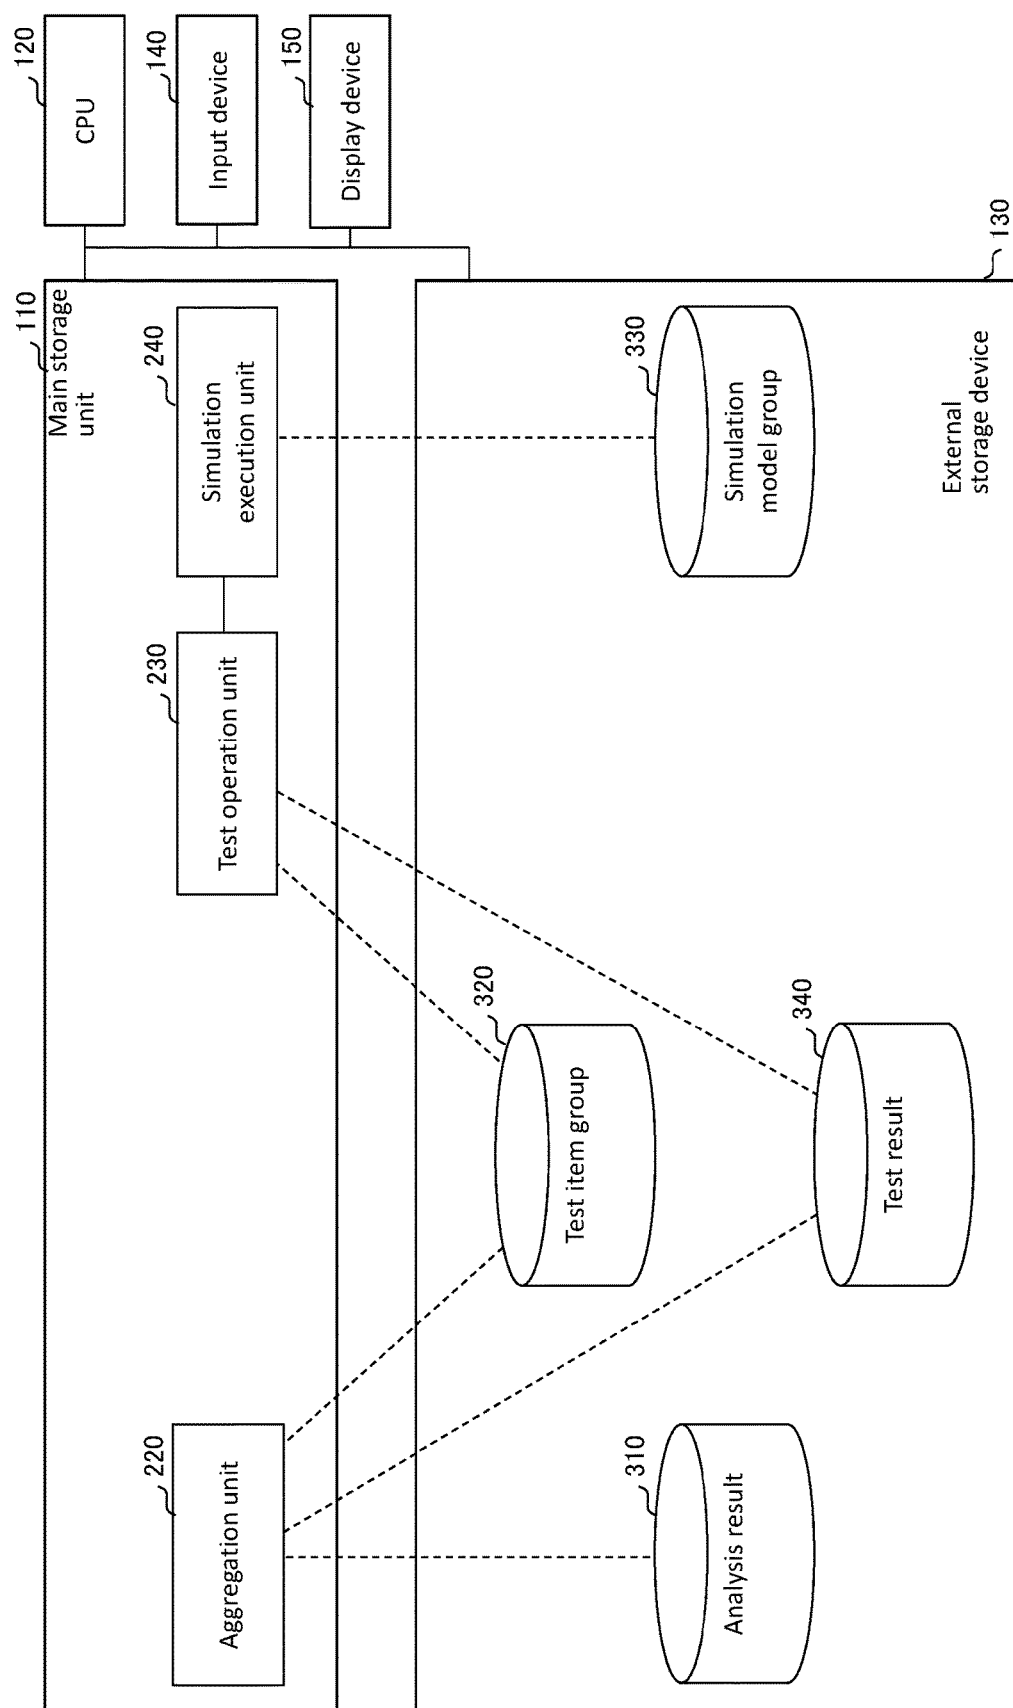 110
Main storage
unit
220
Aggregation unit
230
Test operation unit
240
Simulation
execution unit
120
CPU
140
Input device
150
Display device
310
Analysis result
320
Test item group
340
Test result
330
Simulation
model group
External
storage device
130